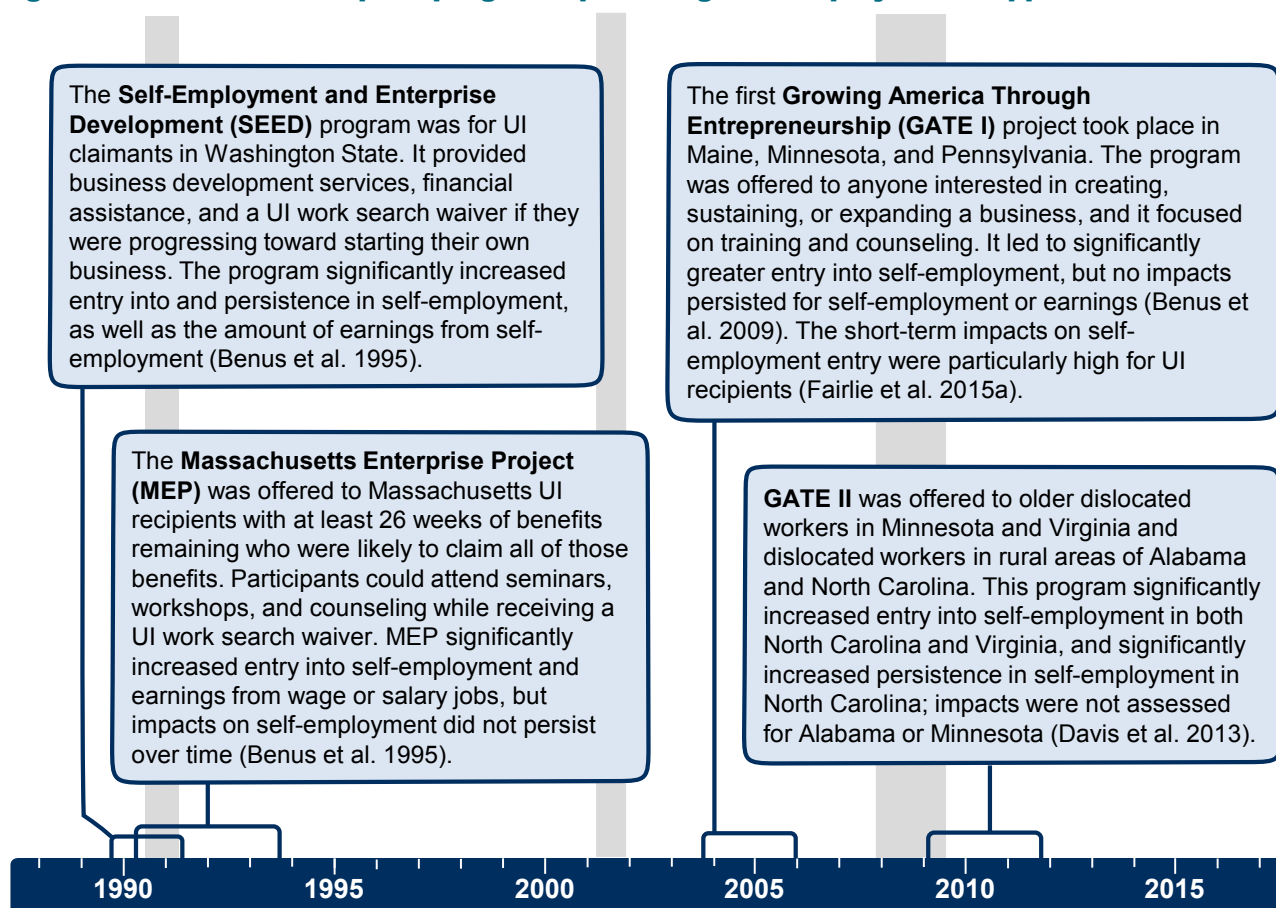 The Self-Employment and Enterprise
Development (SEED) program was for UI
claimants in Washington State. It provided
business development services, financial
assistance, and a UI work search waiver if they
were progressing toward starting their own
business. The program significantly increased
entry into and persistence in self-employment,
as well as the amount of earnings from self-
employment (Benus et al. 1995).
The Massachusetts Enterprise Project
(MEP) was offered to Massachusetts UI
recipients with at least 26 weeks of benefits
remaining who were likely to claim all of those
benefits. Participants could attend seminars,
workshops, and counseling while receiving a
UI work search waiver. MEP significantly
increased entry into self-employment and
earnings from wage or salary jobs, but
impacts on self-employment did not persist
over time (Benus et al. 1995).
The first Growing America Through
Entrepreneurship (GATE I) project took place in
Maine, Minnesota, and Pennsylvania. The program
was offered to anyone interested in creating,
sustaining, or expanding a business, and it focused
on training and counseling. It led to significantly
greater entry into self-employment, but no impacts
persisted for self-employment or earnings (Benus et
al. 2009). The short-term impacts on self-
employment entry were particularly high for UI
recipients (Fairlie et al. 2015a).
GATE II was offered to older dislocated
workers in Minnesota and Virginia and
dislocated workers in rural areas of Alabama
and North Carolina. This program significantly
increased entry into self-employment in both
North Carolina and Virginia, and significantly
increased persistence in self-employment in
North Carolina; impacts were not assessed
for Alabama or Minnesota (Davis et al. 2013).
1990 1995 2000 2005 2010 2015